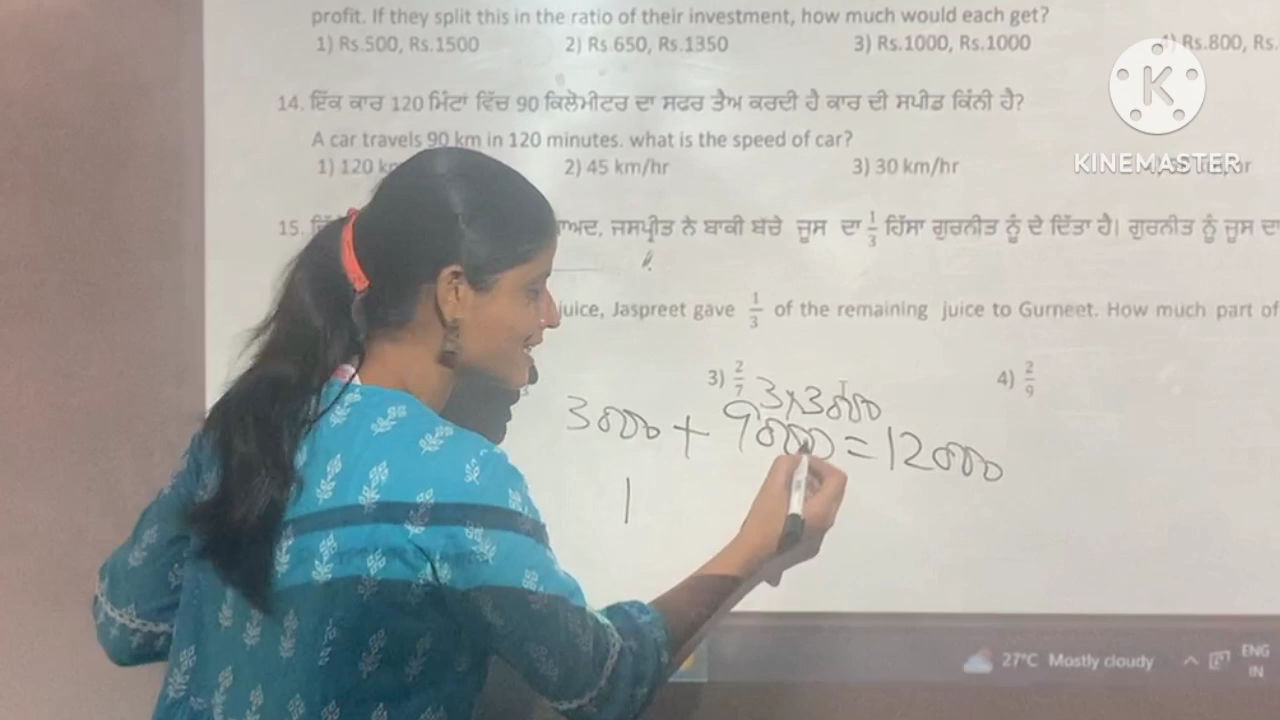 profit. If they split this in the ratio of their investment, how much would each get?
1) Rs.500, Rs.1500 2) Rs.650, Rs.1350 3) Rs.1000, Rs.1000 4) Rs.800, Rs.
14. ਇੱਕ ਕਾਰ 120 ਮਿੰਟਾਂ ਵਿੱਚ 90 ਕਿਲੋਮੀਟਰ ਦਾ ਸਫਰ ਤੈਅ ਕਰਦੀ ਹੈ ਕਾਰ ਦੀ ਸਪੀਡ ਕਿੰਨੀ ਹੈ?
A car travels 90 km in 120 minutes. what is the speed of car?
1) 120 2) 45 km/hr 3) 30 km/hr
KINEMASTER
15. ਜਸਪ੍ਰੀਤ ਨੇ ਬਾਕੀ ਬੱਚੇ ਜੂਸ ਦਾ 1/3 ਹਿੱਸਾ ਗੁਰਨੀਤ ਨੂੰ ਦੇ ਦਿੱਤਾ ਹੈ। ਗੁਰਨੀਤ ਨੂੰ ਜੂਸ ਦਾ
juice, Jaspreet gave 1/3 of the remaining juice to Gurneet. How much part of
3) 2/7 4) 2/9
3x3000
3000 + 9000 = 12000
1
27°C Mostly cloudy ENG
IN